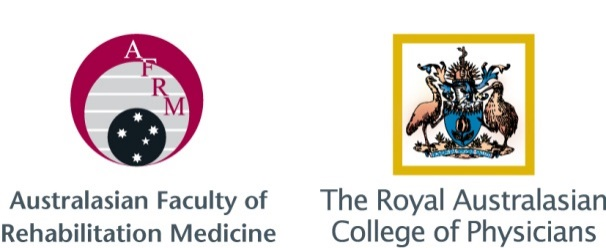 AFRM
Australasian Faculty of
Rehabilitation Medicine
The Royal Australasian
College of Physicians